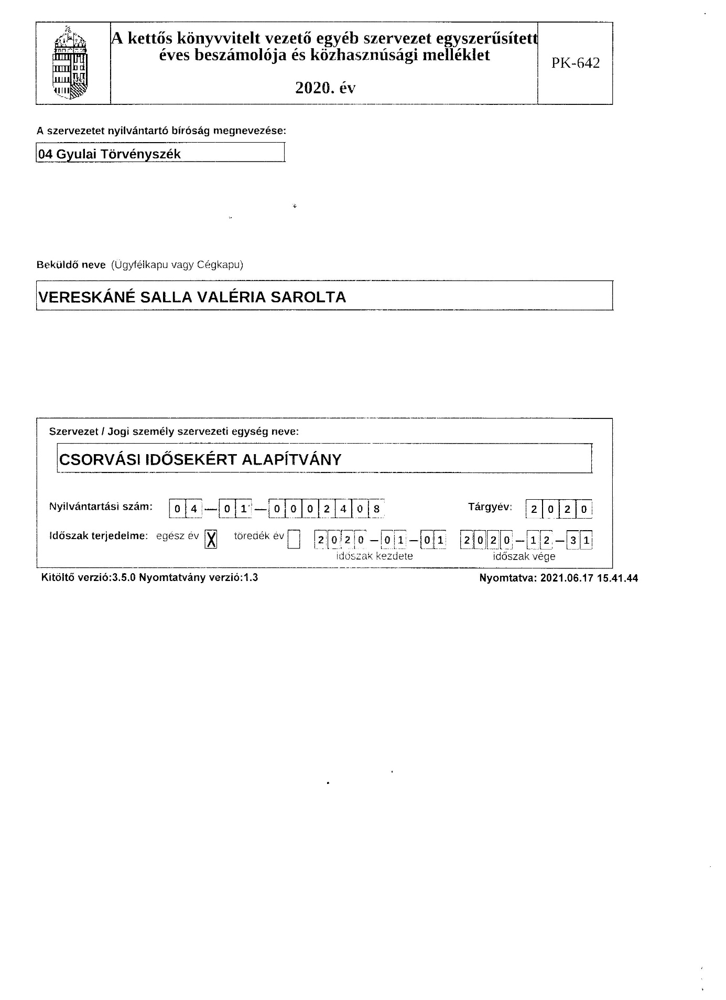 A kettős könyvvitelt vezető egyéb szervezet egyszerűsített
éves beszámolója és közhasznúsági melléklet
2020. év
PK-642
A szervezetet nyilvántartó bíróság megnevezése:
04 Gyulai Törvényszék
Beküldő neve (Ügyfélkapu vagy Cégkapu)
VERESKÁNÉ SALLA VALÉRIA SAROLTA
Szervezet / Jogi személy szervezeti egység neve:
CSORVÁSI IDŐSEKÉRT ALAPÍTVÁNY
Nyilvántartási szám: 04–01–0002408 Tárgyév: 2020
Időszak terjedelme: egész év X töredék év 2020–01–01 2020–12–31
időszak kezdete időszak vége
Kitöltő verzió:3.5.0 Nyomtatvány verzió:1.3 Nyomtatva: 2021.06.17 15.41.44